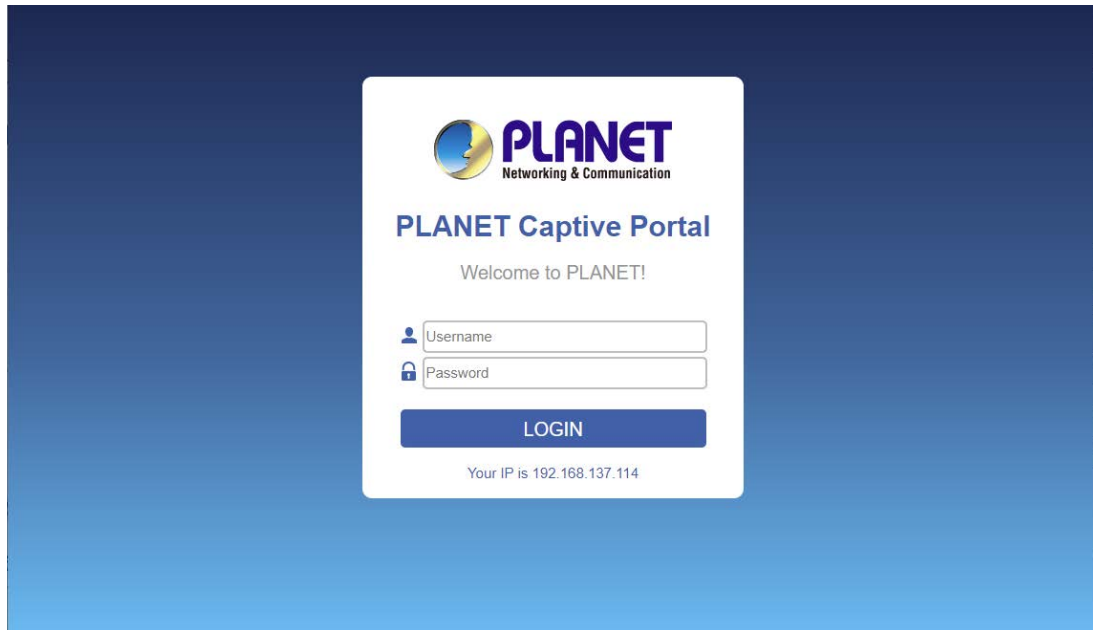 PLANET
Networking & Communication
PLANET Captive Portal
Welcome to PLANET!
Username
Password
LOGIN
Your IP is 192.168.137.114